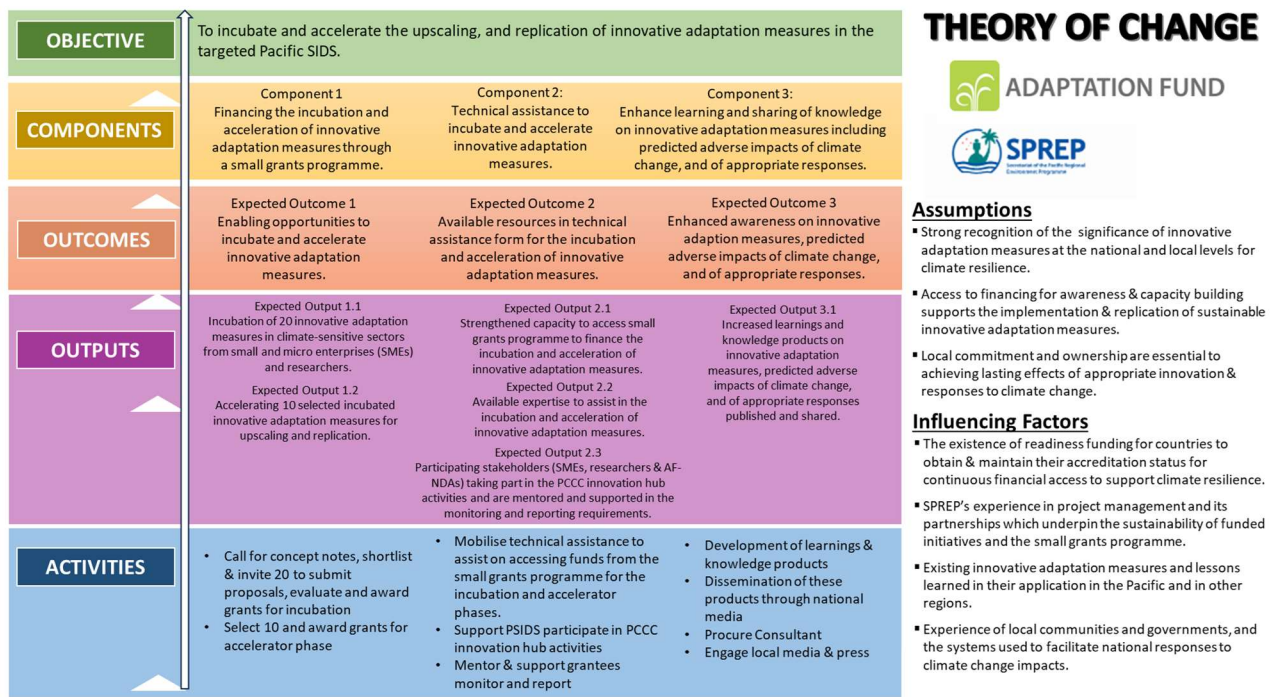 OBJECTIVE
To incubate and accelerate the upscaling, and replication of innovative adaptation measures in the
targeted Pacific SIDS.
COMPONENTS
Component 1
Financing the incubation and
acceleration of innovative
adaptation measures through
a small grants programme.
Component 2:
Technical assistance to
incubate and accelerate
innovative adaptation
measures.
Component 3:
Enhance learning and sharing of knowledge
on innovative adaptation measures including
predicted adverse impacts of climate
change, and of appropriate responses.
OUTCOMES
Expected Outcome 1
Enabling opportunities to
incubate and accelerate
innovative adaptation
measures.
Expected Outcome 2
Available resources in technical
assistance form for the incubation
and acceleration of innovative
adaptation measures.
Expected Outcome 3
Enhanced awareness on innovative
adaption measures, predicted
adverse impacts of climate change,
and of appropriate responses.
OUTPUTS
Expected Output 1.1
Incubation of 20 innovative adaptation
measures in climate-sensitive sectors
from small and micro enterprises (SMEs)
and researchers.
Expected Output 1.2
Accelerating 10 selected incubated
innovative adaptation measures for
upscaling and replication.
Expected Output 2.1
Strengthened capacity to access small
grants programme to finance the
incubation and acceleration of
innovative adaptation measures.
Expected Output 2.2
Available expertise to assist in the
incubation and acceleration of
innovative adaptation measures.
Expected Output 2.3
Participating stakeholders (SMEs, researchers & AF-
NDAs) taking part in the PCCC innovation hub
activities and are mentored and supported in the
monitoring and reporting requirements.
Expected Output 3.1
Increased learnings and
knowledge products on
innovative adaptation
measures, predicted adverse
impacts of climate change,
and of appropriate responses
published and shared.
ACTIVITIES
• Call for concept notes, shortlist
& invite 20 to submit
proposals, evaluate and award
grants for incubation
• Select 10 and award grants for
accelerator phase
• Mobilise technical assistance to
assist on accessing funds from the
small grants programme for the
incubation and accelerator
phases.
• Support PSIDS participate in PCCC
innovation hub activities
• Mentor & support grantees
monitor and report
• Development of learnings &
knowledge products
• Dissemination of these
products through national
media
• Procure Consultant
• Engage local media & press
THEORY OF CHANGE
ADAPTATION FUND
SPREP
Secretariat of the Pacific Regional
Environment Programme
Assumptions
▪ Strong recognition of the significance of innovative
adaptation measures at the national and local levels for
climate resilience.
▪ Access to financing for awareness & capacity building
supports the implementation & replication of sustainable
innovative adaptation measures.
▪ Local commitment and ownership are essential to
achieving lasting effects of appropriate innovation &
responses to climate change.
Influencing Factors
▪ The existence of readiness funding for countries to
obtain & maintain their accreditation status for
continuous financial access to support climate resilience.
▪ SPREP’s experience in project management and its
partnerships which underpin the sustainability of funded
initiatives and the small grants programme.
▪ Existing innovative adaptation measures and lessons
learned in their application in the Pacific and in other
regions.
▪ Experience of local communities and governments, and
the systems used to facilitate national responses to
climate change impacts.